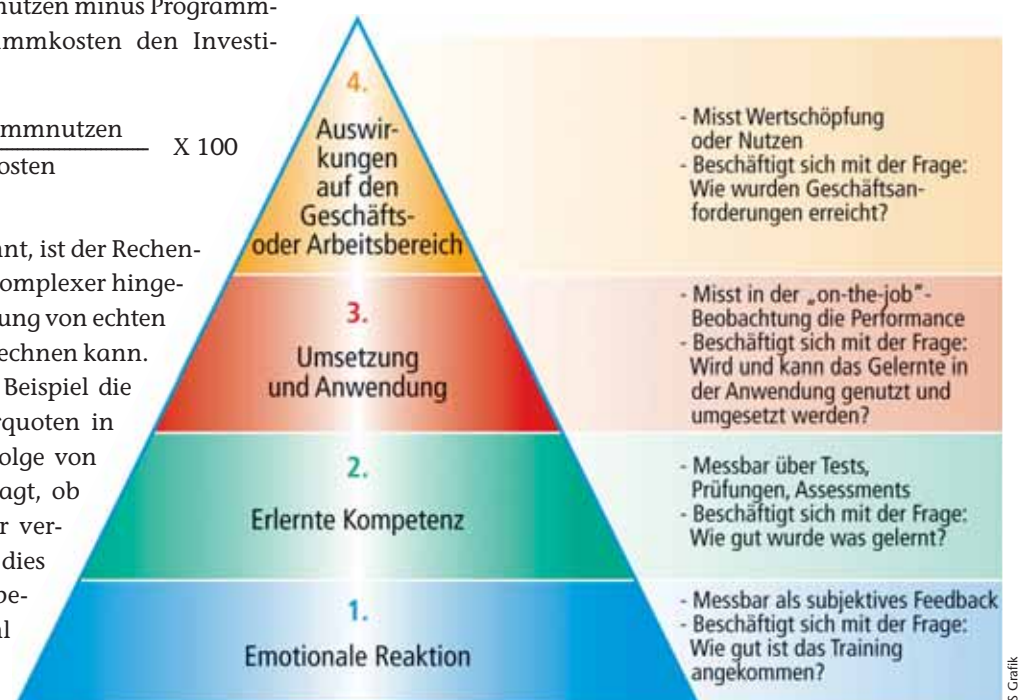 nutzen minus Programm-
mmkosten den Investi-
mmnutzen
osten
X 100
nnt, ist der Rechen-
omplexer hinge-
ung von echten
echnen kann.
Beispiel die
quoten in
olge von
agt, ob
r ver-
dies
be-
al
4.
Auswir-
kungen
auf den
Geschäfts-
oder Arbeitsbereich
- Misst Wertschöpfung
oder Nutzen
- Beschäftigt sich mit der Frage:
Wie wurden Geschäftsan-
forderungen erreicht?
3.
Umsetzung
und Anwendung
- Misst in der „on-the-job"-
Beobachtung die Performance
- Beschäftigt sich mit der Frage:
Wird und kann das Gelernte in
der Anwendung genutzt und
umgesetzt werden?
2.
Erlernte Kompetenz
- Messbar über Tests,
Prüfungen, Assessments
- Beschäftigt sich mit der Frage:
Wie gut wurde was gelernt?
1.
Emotionale Reaktion
- Messbar als subjektives Feedback
- Beschäftigt sich mit der Frage:
Wie gut ist das Training
angekommen?
S Grafik